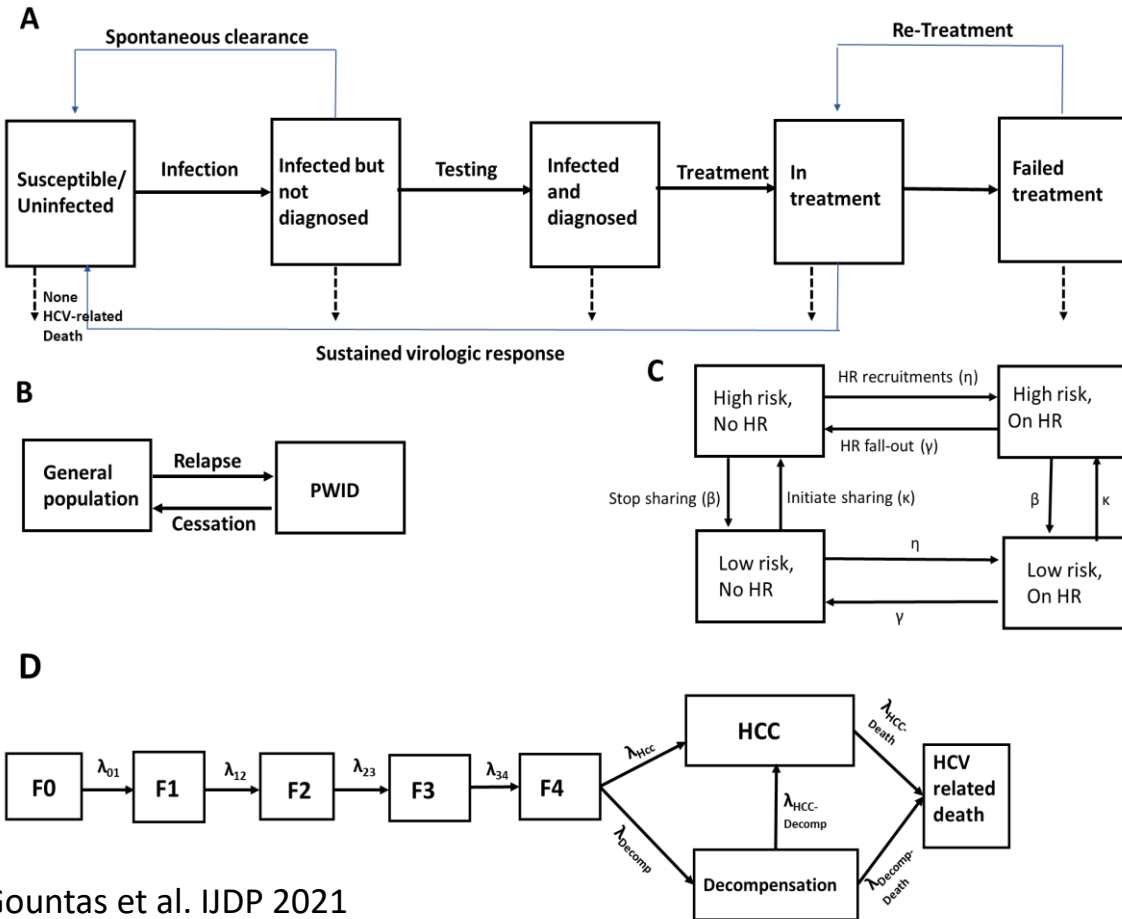 A
Spontaneous clearance
Re-Treatment
Susceptible/
Uninfected
Infection
Infected but
not
diagnosed
Testing
Infected
and
diagnosed
Treatment
In
treatment
Failed
treatment
None
HCV-related
Death
Sustained virologic response
B
General
population
Relapse
Cessation
PWID
C
High risk,
No HR
HR recruitments (η)
HR fall-out (γ)
High risk,
On HR
Stop sharing (β)
Initiate sharing (κ)
β
κ
Low risk,
No HR
η
γ
Low risk,
On HR
D
F0
λ01
F1
λ12
F2
λ23
F3
λ34
F4
λHcc
λDecomp
HCC
λHCC-
Decomp
Decompensation
λHCC-
Death
λDecomp-
Death
HCV
related
death
Gountas et al. IJDP 2021